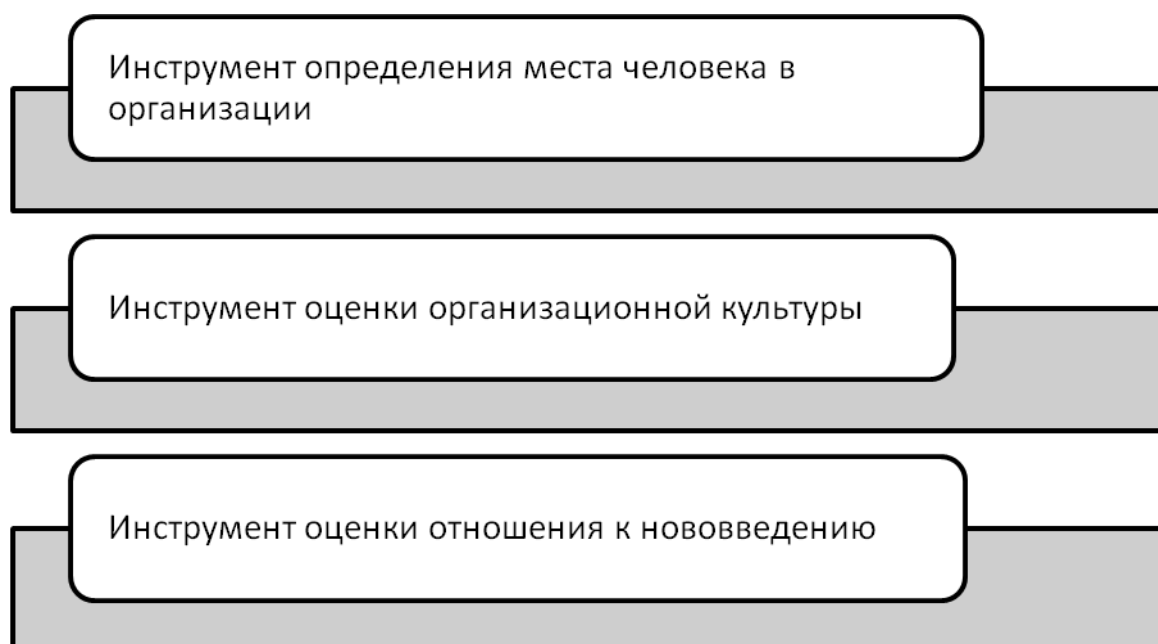 Инструмент определения места человека в
организации
Инструмент оценки организационной культуры
Инструмент оценки отношения к нововведению